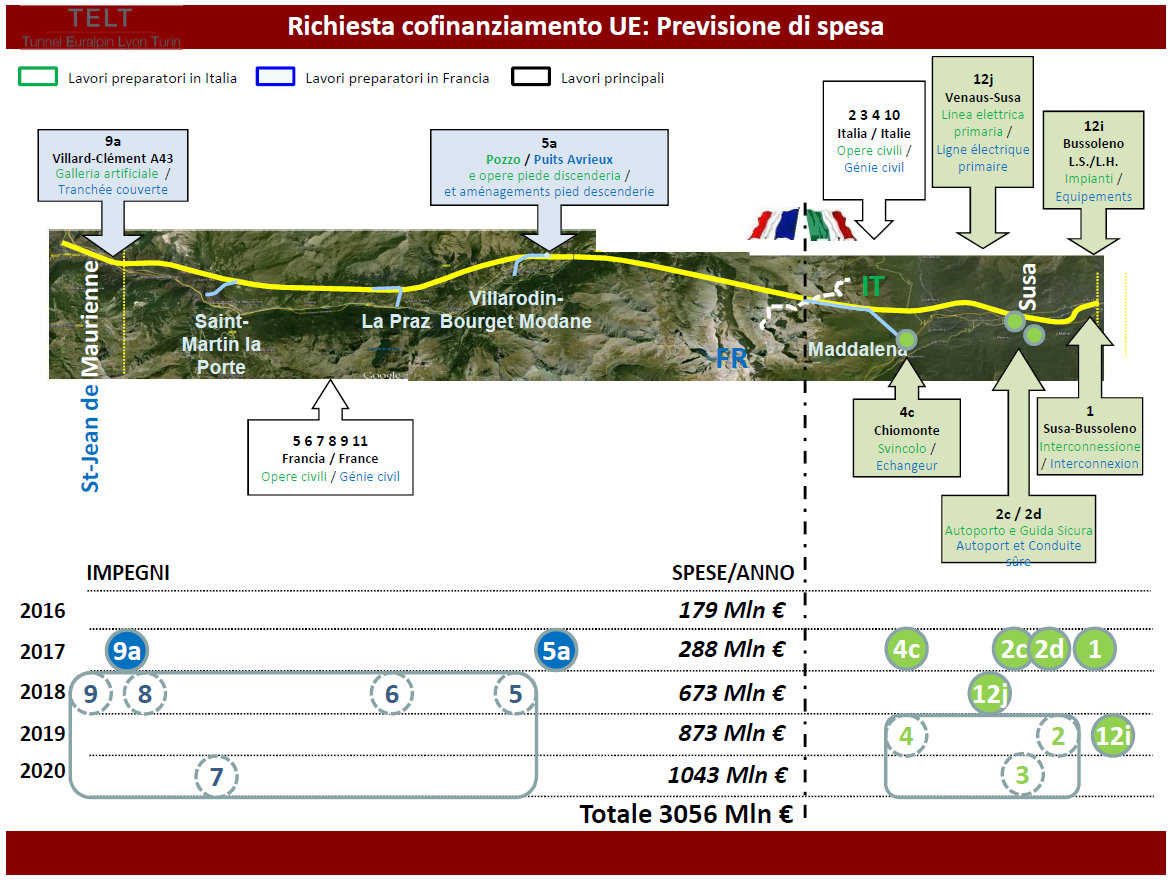 TELT
Tunnel Euralpin Lyon Turin
Richiesta cofinanziamento UE: Previsione di spesa
Lavori preparatori in Italia
Lavori preparatori in Francia
Lavori principali
9a
Villard-Clément A43
Galleria artificiale /
Tranchée couverte
5a
Pozzo / Puits Avrieux
e opere piede discenderia /
et aménagements pied descenderie
2 3 4 10
Italia / Italie
Opere civili /
Génie civil
12j
Venaus-Susa
Linea elettrica
primaria /
Ligne électrique
primaire
12i
Bussoleno
L.S./L.H.
Impianti /
Equipements
St-Jean de Maurienne
Saint-
Martin la
Porte
La Praz
Villarodin-
Bourget Modane
FR
IT
Maddalena
Susa
Google
5 6 7 8 9 11
Francia / France
Opere civili / Génie civil
4c
Chiomonte
Svincolo /
Echangeur
1
Susa-Bussoleno
Interconnessione
/ Interconnexion
2c / 2d
Autoporto e Guida Sicura
Autoport et Conduite
sûre
IMPEGNI
SPESE/ANNO
2016
179 Mln €
2017
9a
5a
288 Mln €
4c
2c
2d
1
2018
9
8
6
5
673 Mln €
12j
2019
873 Mln €
4
2
12i
2020
7
1043 Mln €
3
Totale 3056 Mln €